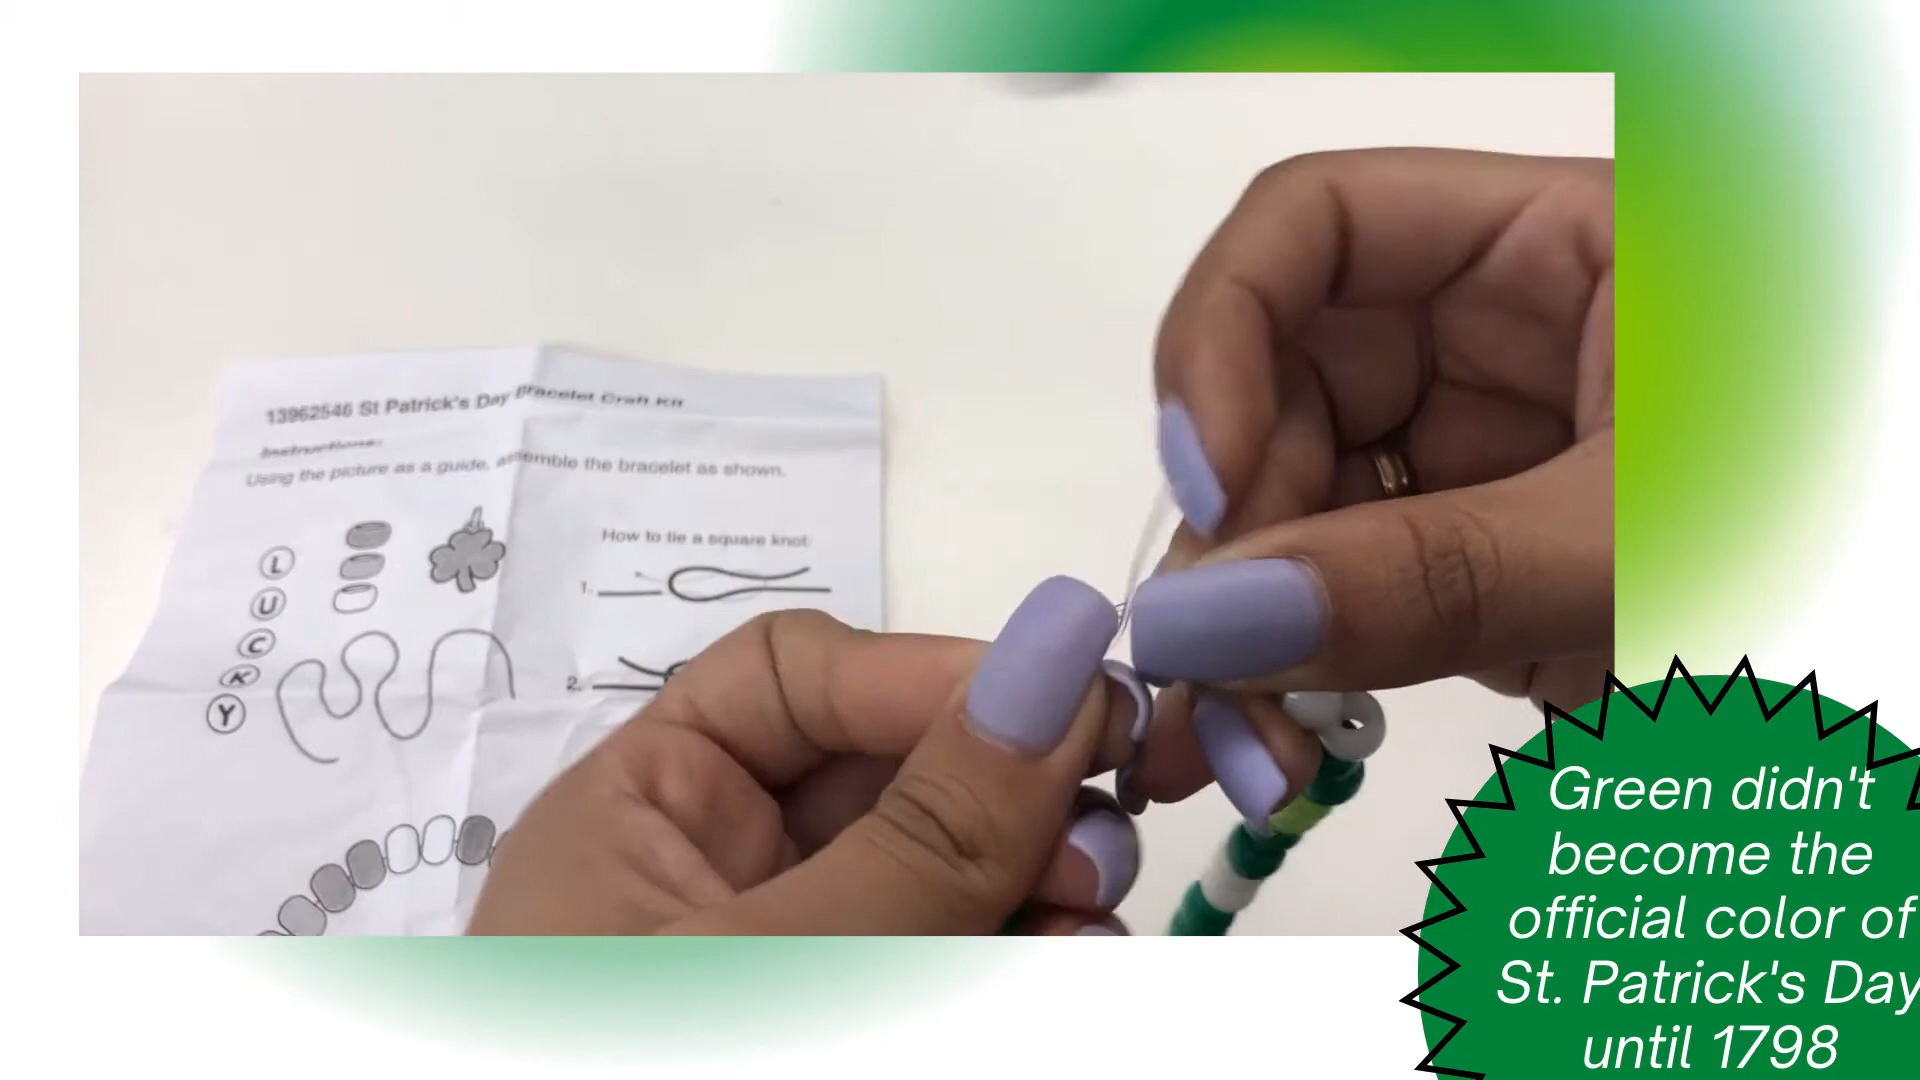 13962546 St Patrick's Day Bracelet Craft Kit
Instructions:
Using the picture as a guide, assemble the bracelet as shown.
How to tie a square knot:
1.
2.
L
U
C
K
Y
Green didn't
become the
official color of
St. Patrick's Day
until 1798